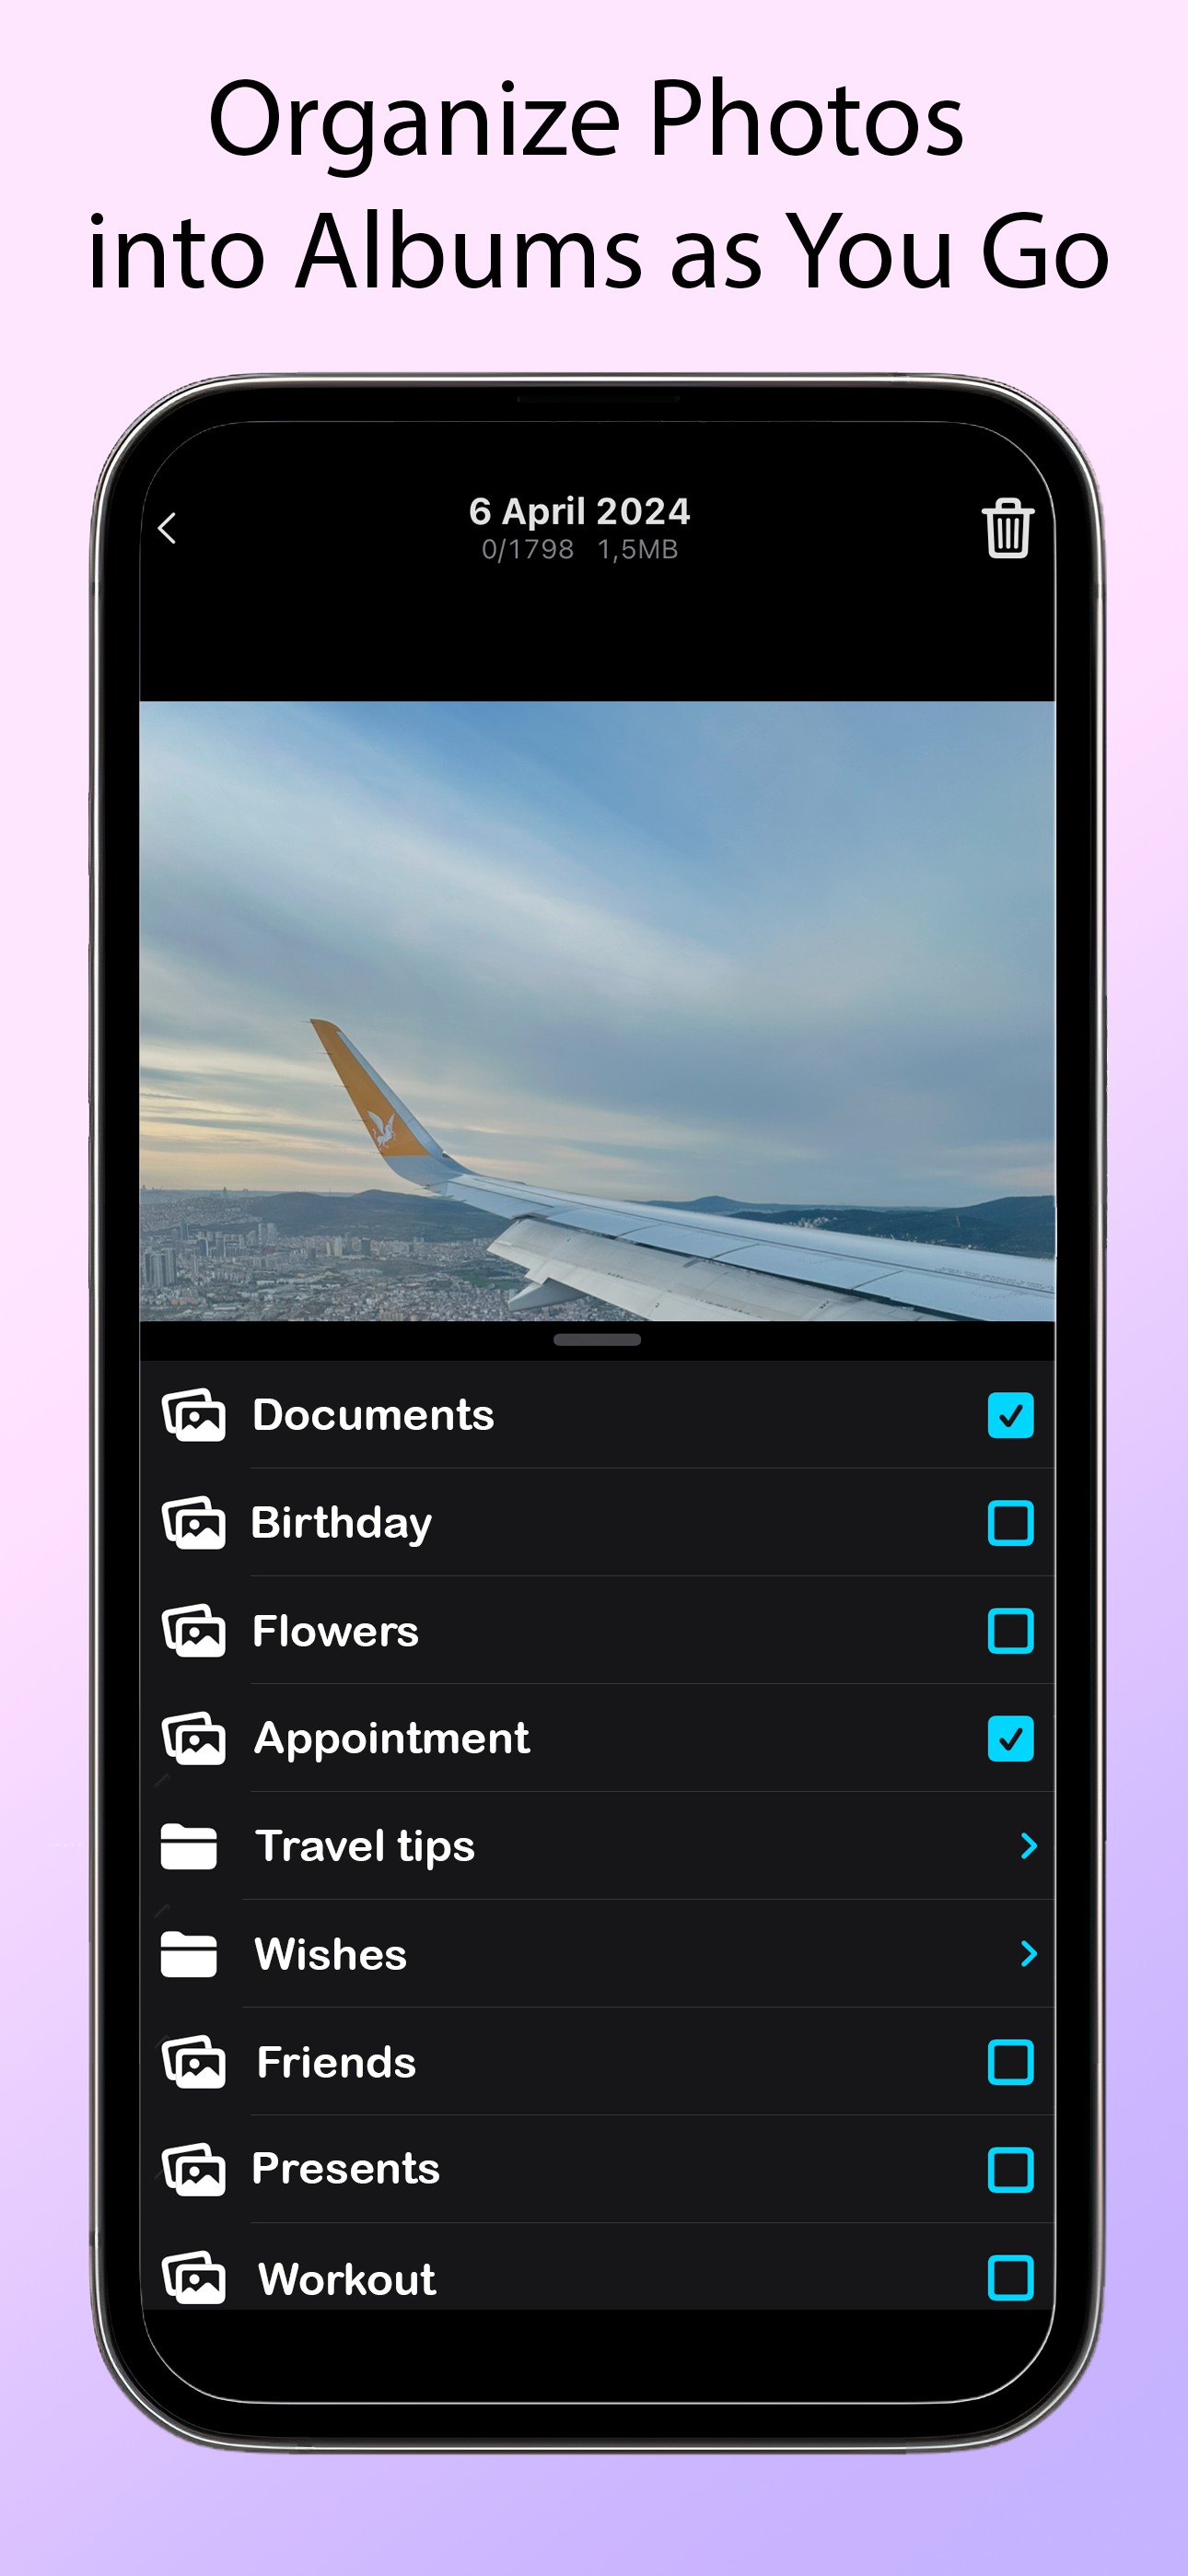 Organize Photos
into Albums as You Go
6 April 2024
0/1798 1,5MB
Documents
Birthday
Flowers
Appointment
Travel tips
Wishes
Friends
Presents
Workout